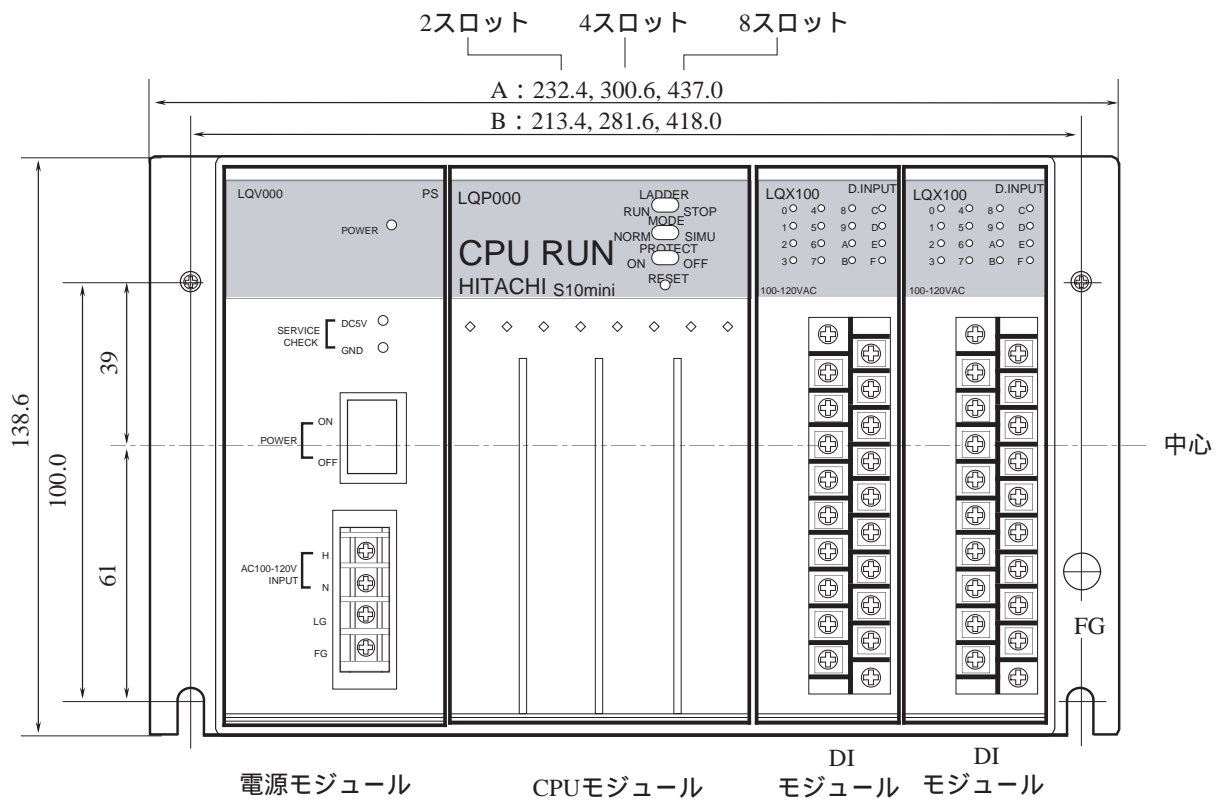 2スロット 4スロット 8スロット
A：232.4, 300.6, 437.0
B：213.4, 281.6, 418.0
138.6
100.0
39
61
中心
LQV000 PS
POWER
SERVICE
CHECK
DC5V
GND
POWER
ON
OFF
AC100-120V
INPUT
H
N
LG
FG
LQP000
LADDER
RUN STOP
MODE
NORM SIMU
PROTECT
ON OFF
RESET
CPU RUN
HITACHI S10mini
LQX100 D.INPUT
0 4 8 C
1 5 9 D
2 6 A E
3 7 B F
100-120VAC
LQX100 D.INPUT
0 4 8 C
1 5 9 D
2 6 A E
3 7 B F
100-120VAC
FG
電源モジュール
CPUモジュール
DI
モジュール
DI
モジュール